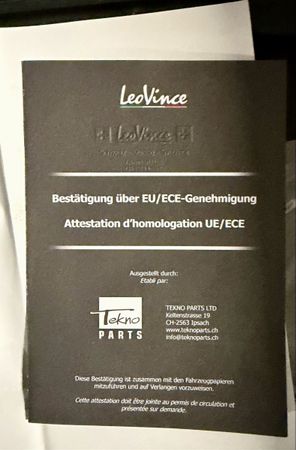 LeoVince
LeoVince
Bestätigung über EU/ECE-Genehmigung
Attestation d'homologation UE/ECE
Ausgestellt durch:
Etabli par:
Tekno
PARTS
TEKNO PARTS LTD
Keltenstrasse 19
CH-2563 Ipsach
www.teknoparts.ch
info@teknoparts.ch
Diese Bestätigung ist zusammen mit den Fahrzeugpapieren
mitzuführen und auf Verlangen vorzuweisen.
Cette attestation doit être jointe au permis de circulation et
présentée sur demande.